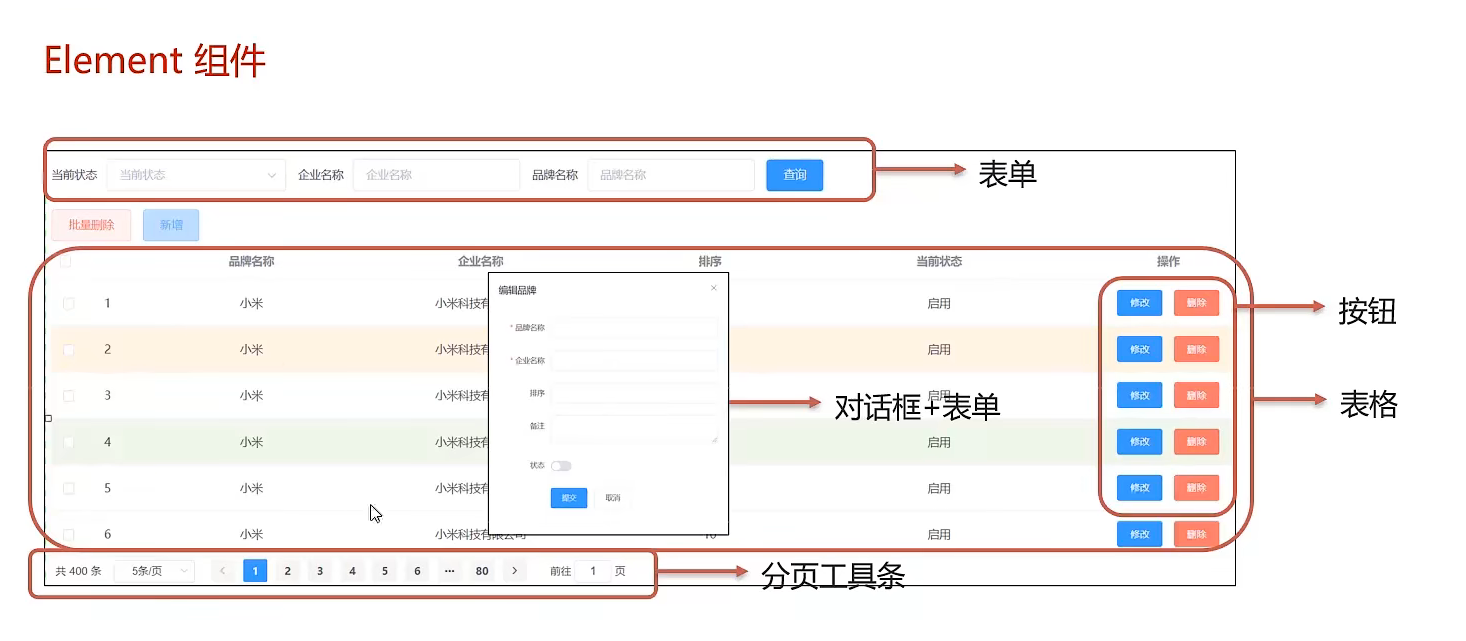 Element 组件
当前状态 当前状态 企业名称 企业名称 品牌名称 品牌名称 查询
表单
批量删除 新增
品牌名称 企业名称 排序 当前状态 操作
1 小米 小米科技有 启用 修改 删除
2 小米 小米科技有 启用 修改 删除
3 小米 小米科技有 启用 修改 删除
4 小米 小米科技有 启用 修改 删除
5 小米 小米科技有 启用 修改 删除
6 小米 小米科技有限公司 10 启用 修改 删除
编辑品牌
* 品牌名称
* 企业名称
排序
备注
状态
提交 取消
按钮
对话框+表单
表格
共 400 条 5条/页 1 2 3 4 5 6 ··· 80 前往 1 页
分页工具条